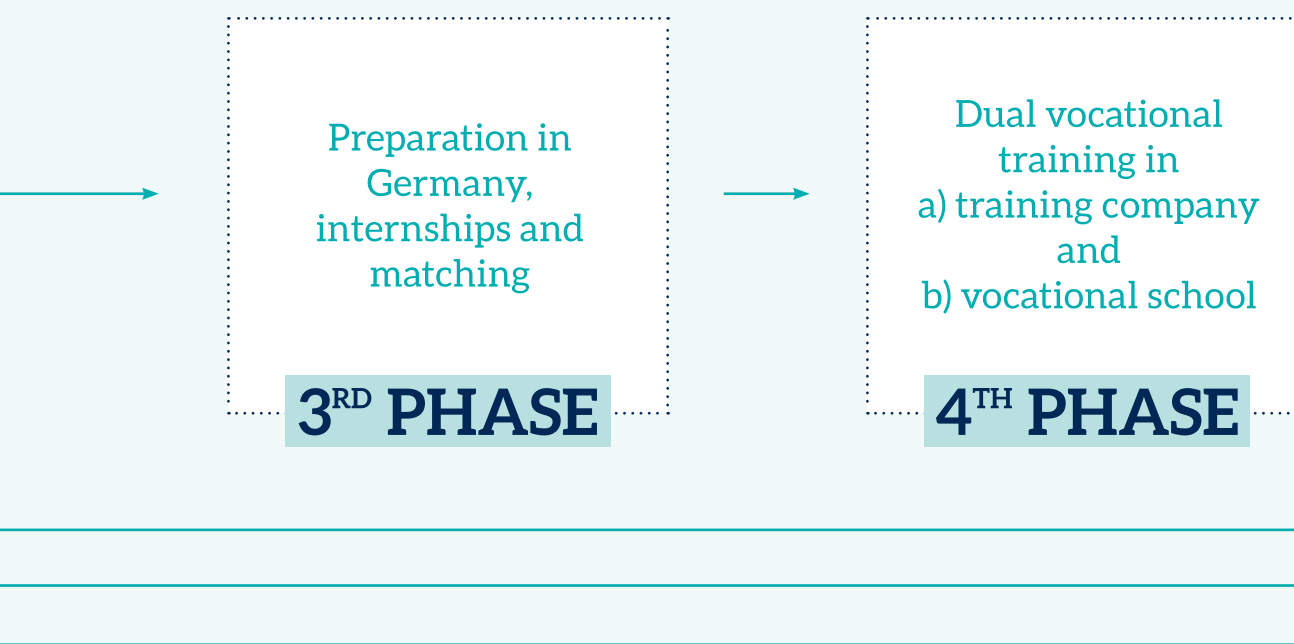 Preparation in
Germany,
internships and
matching
3RD PHASE
Dual vocational
training in
a) training company
and
b) vocational school
4TH PHASE